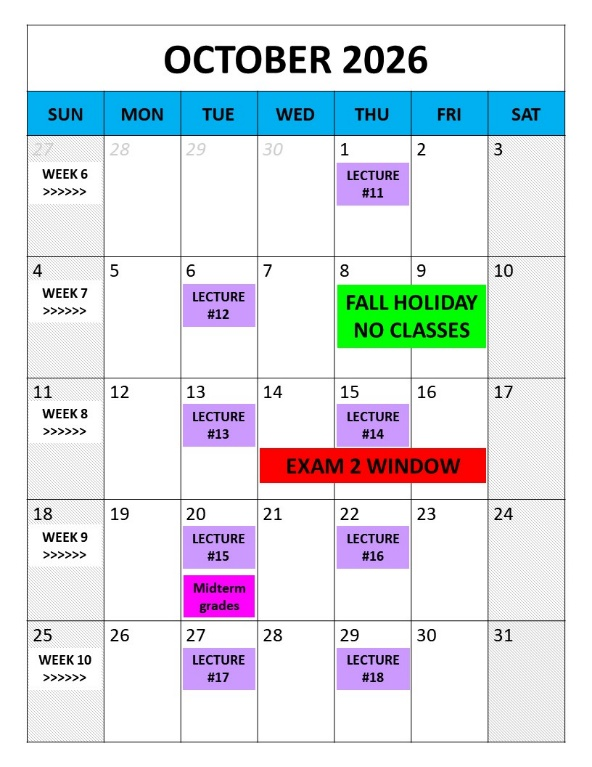 OCTOBER 2026
SUN MON TUE WED THU FRI SAT
27 28 29 30 1 2 3
WEEK 6
>>>>>>
LECTURE
#11
4 5 6 7 8 9 10
WEEK 7
>>>>>>
LECTURE
#12
FALL HOLIDAY
NO CLASSES
11 12 13 14 15 16 17
WEEK 8
>>>>>>
LECTURE
#13
LECTURE
#14
EXAM 2 WINDOW
18 19 20 21 22 23 24
WEEK 9
>>>>>>
LECTURE
#15
LECTURE
#16
Midterm
grades
25 26 27 28 29 30 31
WEEK 10
>>>>>>
LECTURE
#17
LECTURE
#18